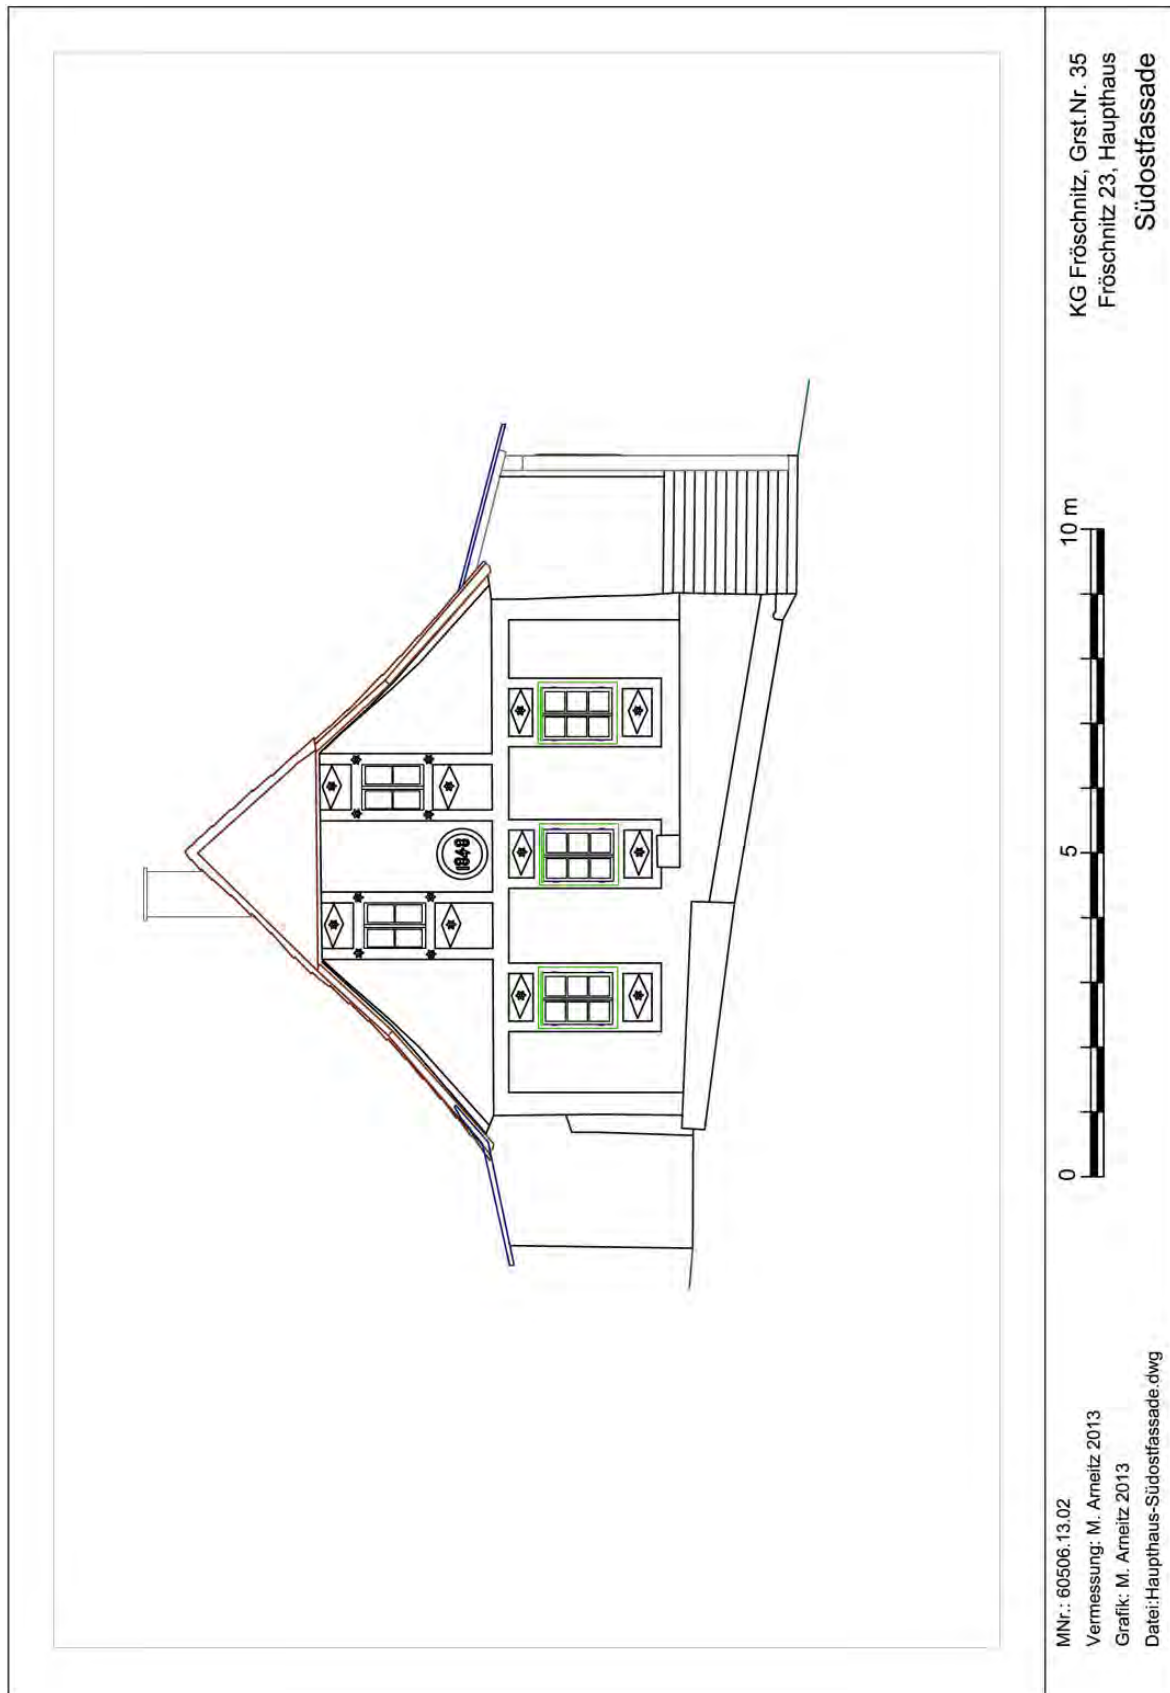 1848
0
5
10 m
MNr.: 60506.13.02
Vermessung: M. Arneitz 2013
Grafik: M. Arneitz 2013
Datei:Haupthaus-Südostfassade.dwg
KG Fröschnitz, Grst.Nr. 35
Fröschnitz 23, Haupthaus
Südostfassade